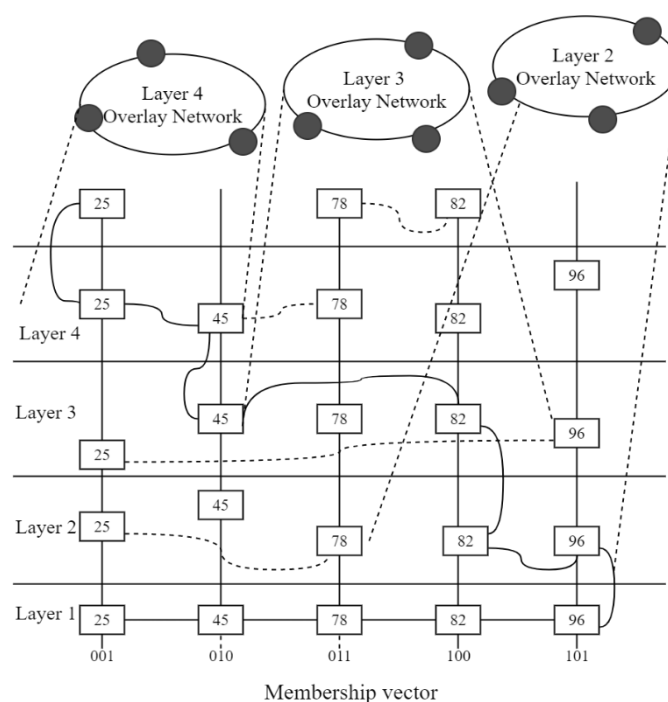 Layer 4
Overlay Network
Layer 3
Overlay Network
Layer 2
Overlay Network
25 78 82
96
25 45 78 82
Layer 4
Layer 3
45 78 82 96
25
45
Layer 2
25 78 82 96
Layer 1
25 45 78 82 96
001 010 011 100 101
Membership vector